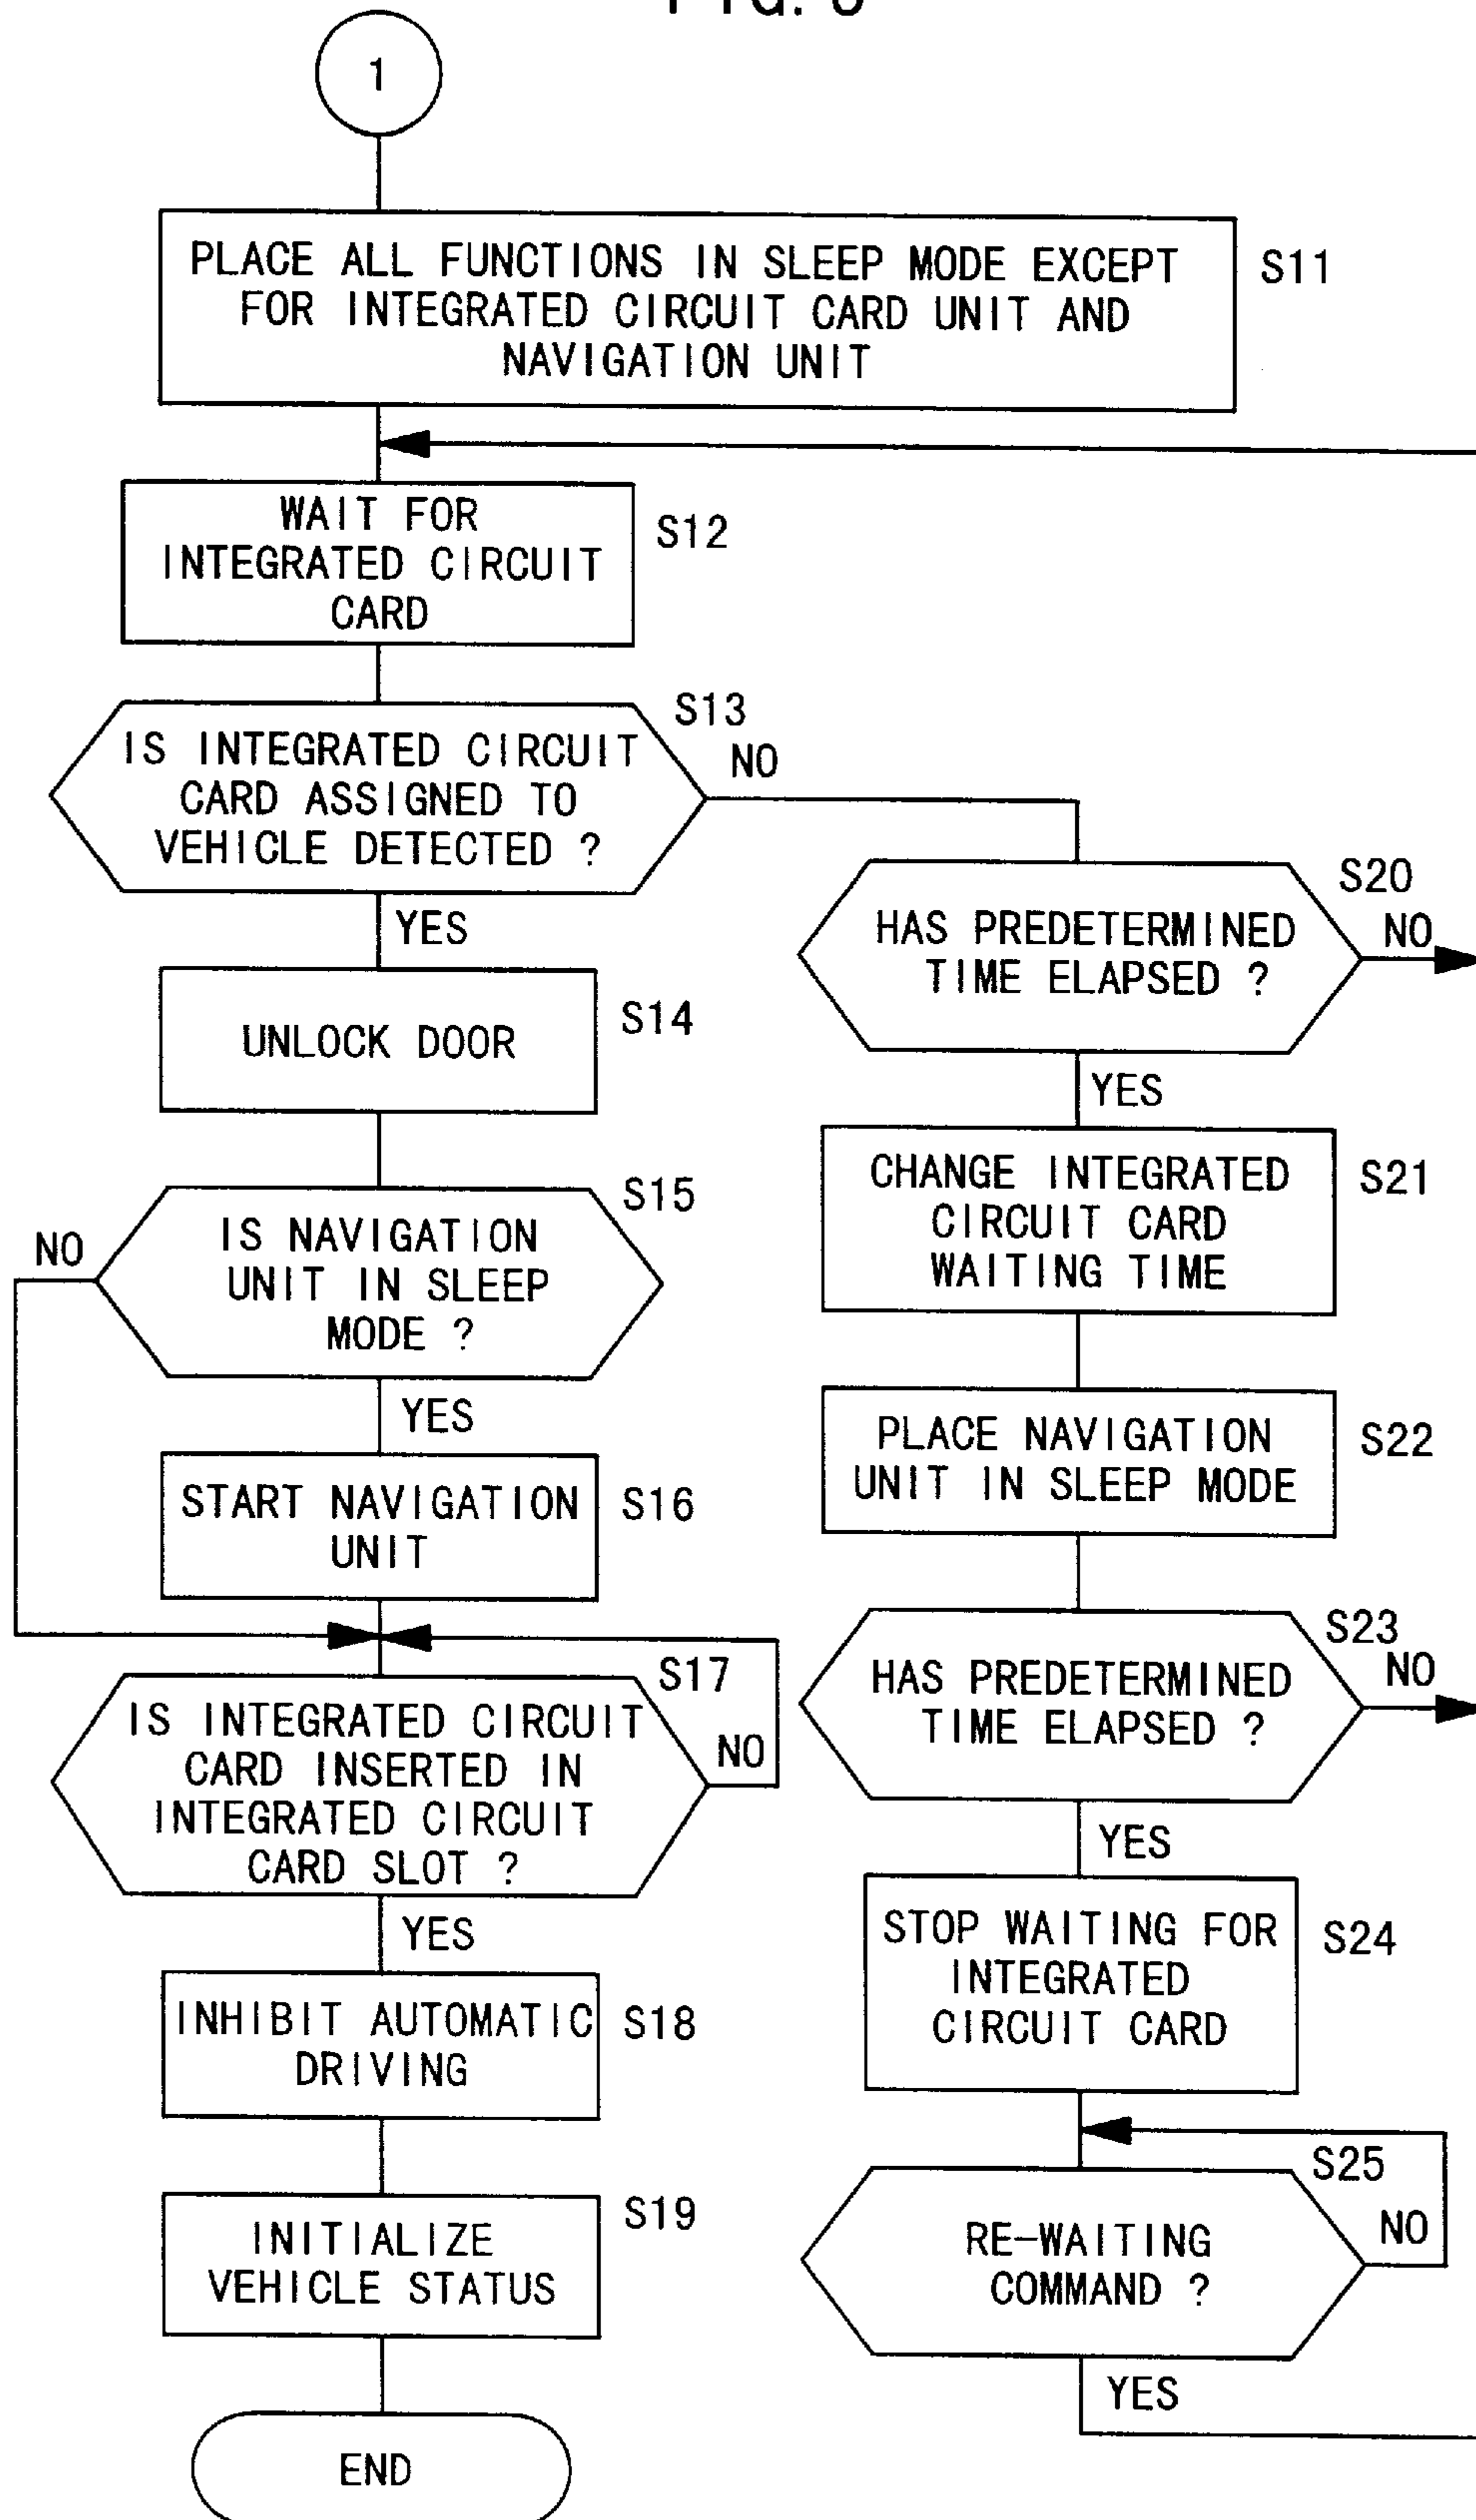 1
PLACE ALL FUNCTIONS IN SLEEP MODE EXCEPT
FOR INTEGRATED CIRCUIT CARD UNIT AND
NAVIGATION UNIT
S11
WAIT FOR
INTEGRATED CIRCUIT
CARD
S12
IS INTEGRATED CIRCUIT
CARD ASSIGNED TO
VEHICLE DETECTED ?
S13
NO
YES
UNLOCK DOOR
S14
IS NAVIGATION
UNIT IN SLEEP
MODE ?
S15
NO
YES
START NAVIGATION
UNIT
S16
IS INTEGRATED CIRCUIT
CARD INSERTED IN
INTEGRATED CIRCUIT
CARD SLOT ?
S17
NO
YES
INHIBIT AUTOMATIC
DRIVING
S18
INITIALIZE
VEHICLE STATUS
S19
END
HAS PREDETERMINED
TIME ELAPSED ?
S20
NO
YES
CHANGE INTEGRATED
CIRCUIT CARD
WAITING TIME
S21
PLACE NAVIGATION
UNIT IN SLEEP MODE
S22
HAS PREDETERMINED
TIME ELAPSED ?
S23
NO
YES
STOP WAITING FOR
INTEGRATED
CIRCUIT CARD
S24
RE-WAITING
COMMAND ?
S25
NO
YES